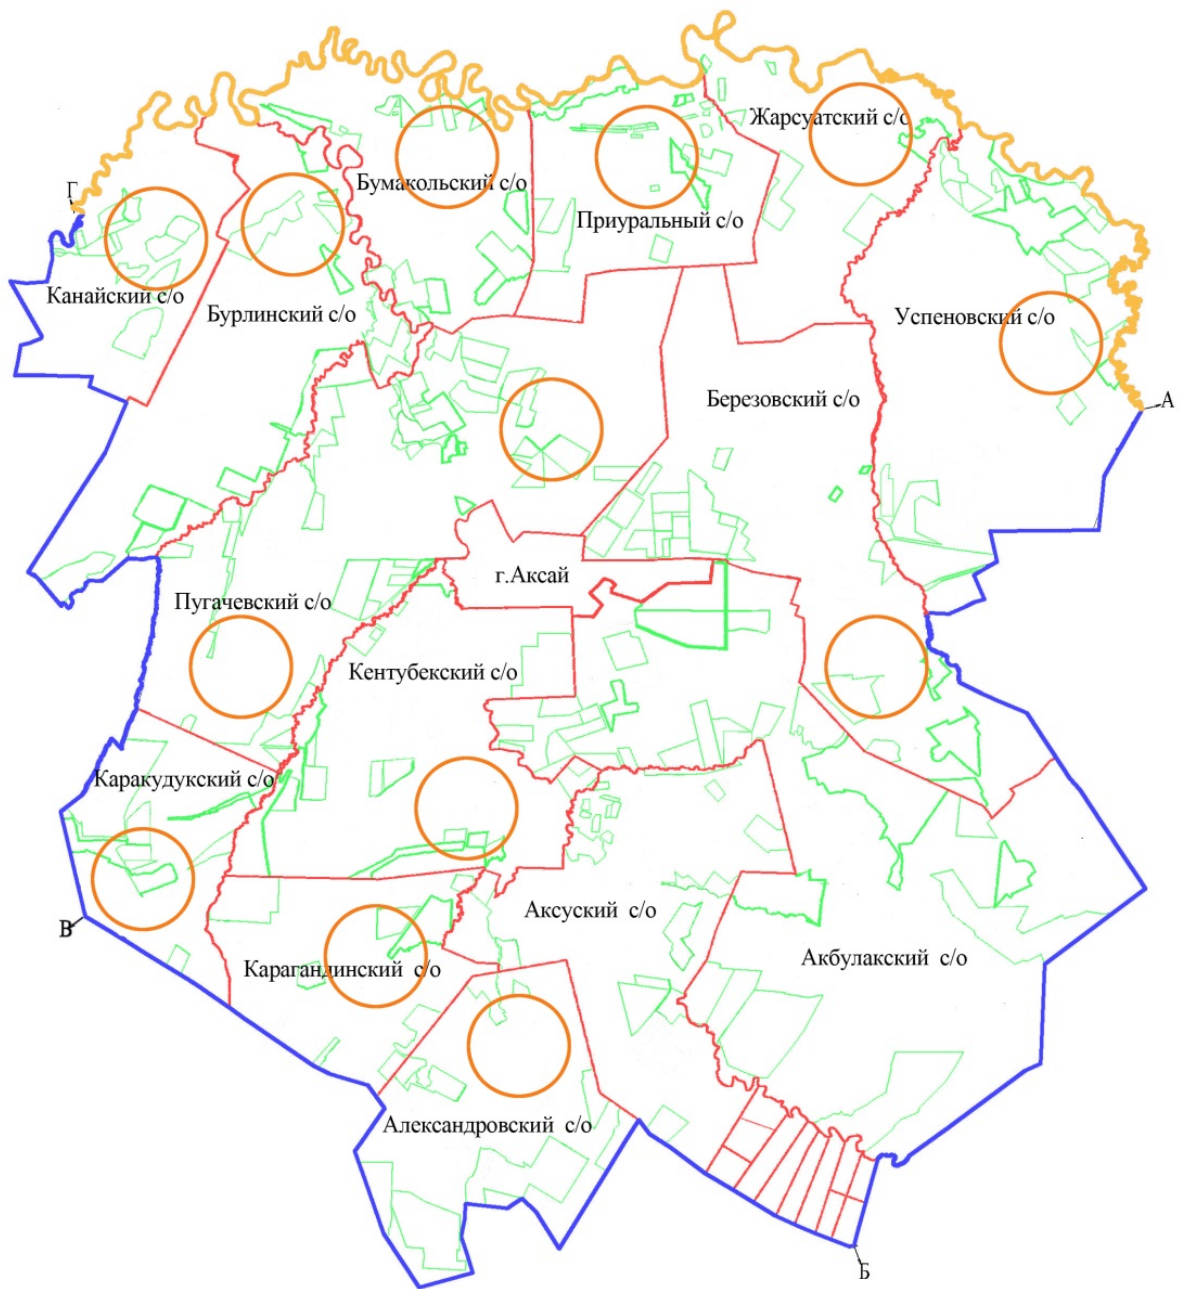 Жарсуатский с/о
Г
Бумакольский с/о
Приуральный с/о
Канайский с/о
Бурлинский с/о
Успеновский с/о
Березовский с/о
А
г.Аксай
Пугачевский с/о
Кентубекский с/о
Каракудукский с/о
Аксуский с/о
В
Карагандинский с/о
Акбулакский с/о
Александровский с/о
Б